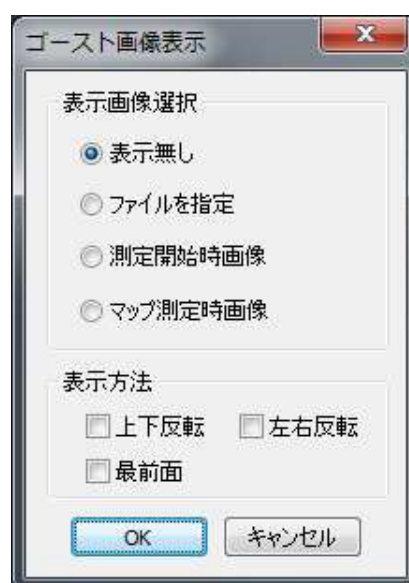 ゴースト画像表示
表示画像選択
表示無し
ファイルを指定
測定開始時画像
マップ測定時画像
表示方法
上下反転 左右反転
最前面
OK キャンセル